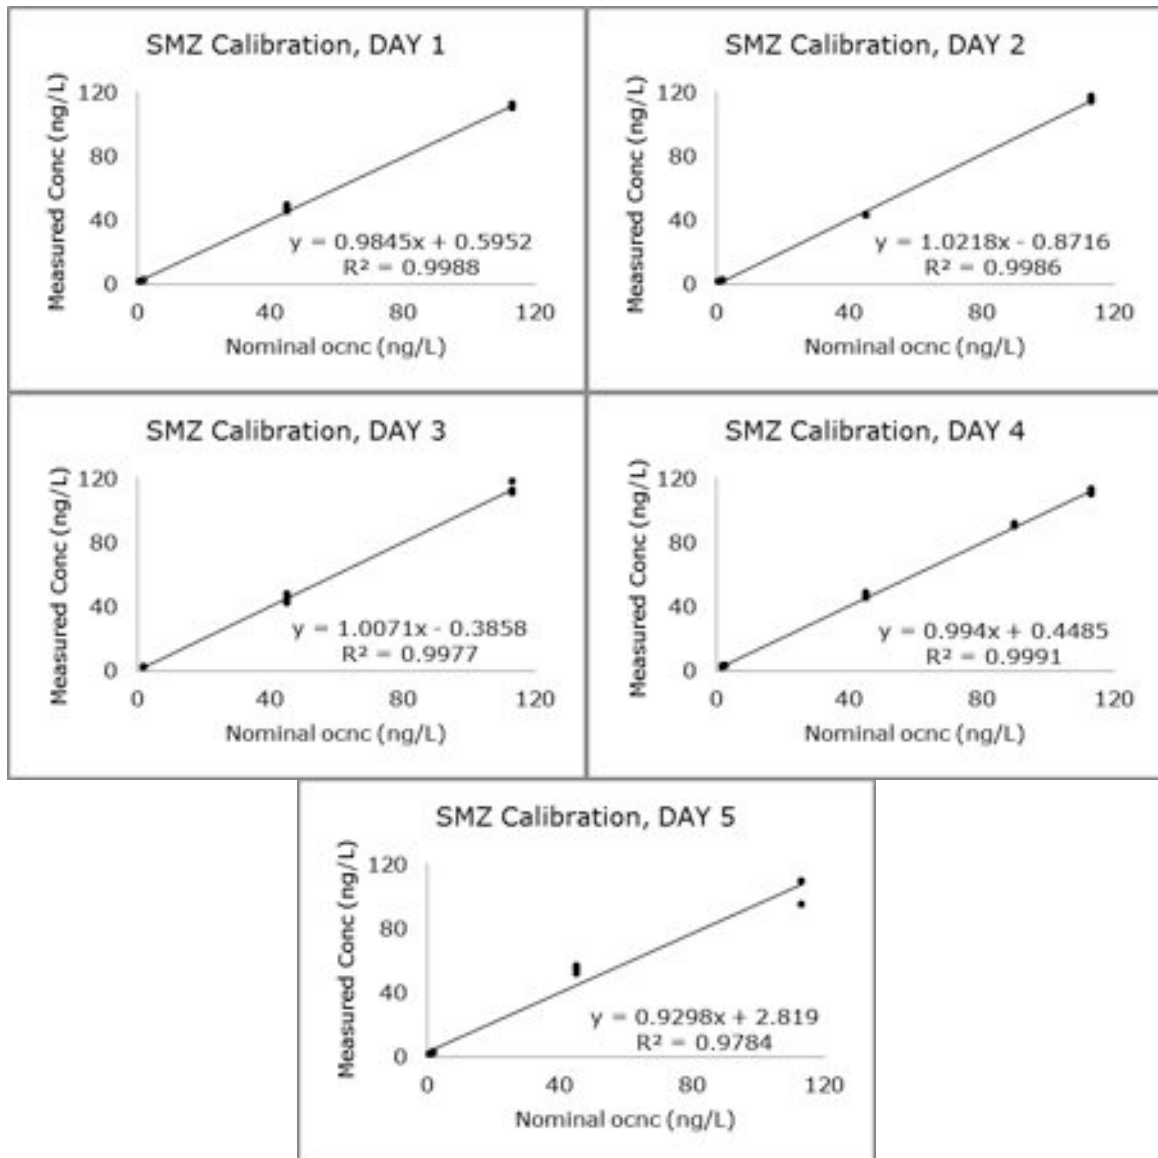 SMZ Calibration, DAY 1
Measured Conc (ng/L)
120
80
40
0
y = 0.9845x + 0.5952
R² = 0.9988
0 40 80 120
Nominal ocnc (ng/L)
SMZ Calibration, DAY 2
Measured Conc (ng/L)
120
80
40
0
y = 1.0218x - 0.8716
R² = 0.9986
0 40 80 120
Nominal ocnc (ng/L)
SMZ Calibration, DAY 3
Measured Conc (ng/L)
120
80
40
0
y = 1.0071x - 0.3858
R² = 0.9977
0 40 80 120
Nominal ocnc (ng/L)
SMZ Calibration, DAY 4
Measured Conc (ng/L)
120
80
40
0
y = 0.994x + 0.4485
R² = 0.9991
0 40 80 120
Nominal ocnc (ng/L)
SMZ Calibration, DAY 5
Measured Conc (ng/L)
120
80
40
0
y = 0.9298x + 2.819
R² = 0.9784
0 40 80 120
Nominal ocnc (ng/L)